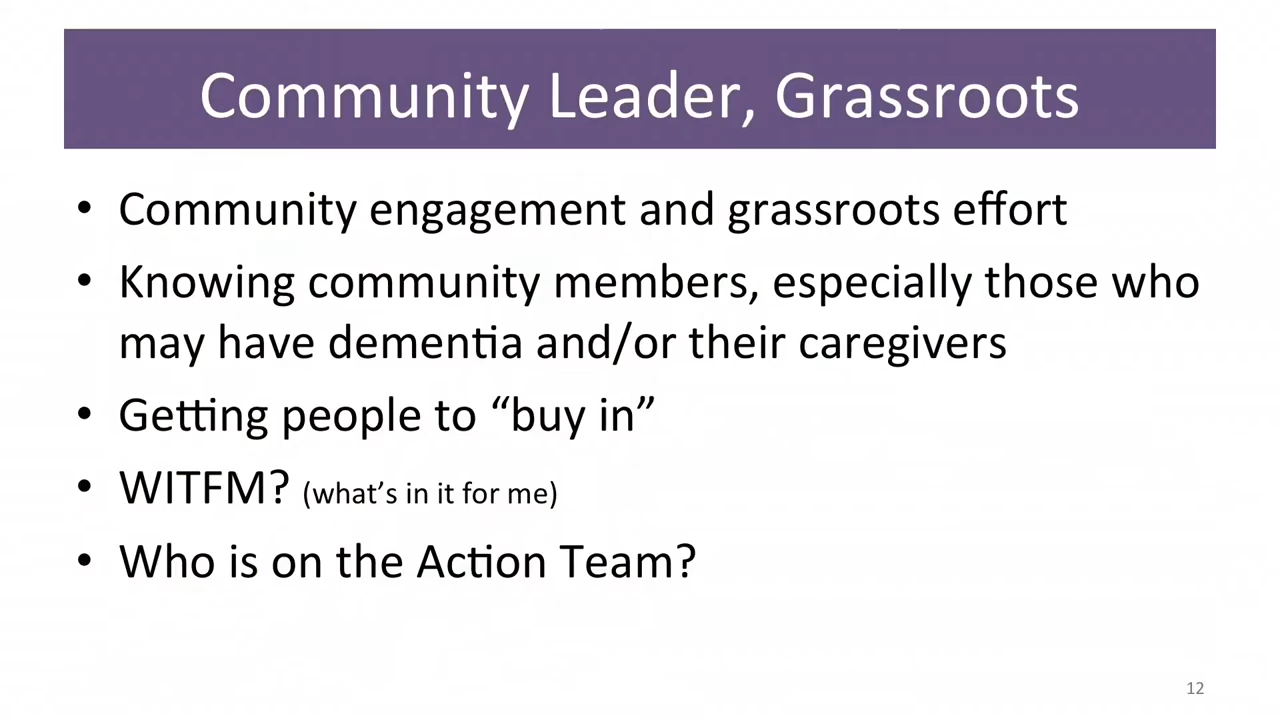 Community Leader, Grassroots
• Community engagement and grassroots effort
• Knowing community members, especially those who
may have dementia and/or their caregivers
• Getting people to “buy in”
• WITFM? (what’s in it for me)
• Who is on the Action Team?
12